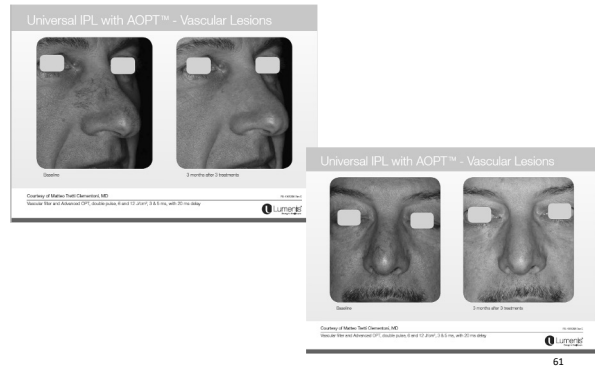 Universal IPL with AOPT™ - Vascular Lesions
Baseline
3 months after 3 treatments
Courtesy of Matteo Tretti Clementoni, MD
Vascular filter and Advanced OPT, double pulse, 6 and 12 J/cm², 3 & 5 ms, with 20 ms delay
Lumenis
Universal IPL with AOPT™ - Vascular Lesions
Baseline
3 months after 3 treatments
Courtesy of Matteo Tretti Clementoni, MD
Vascular filter and Advanced OPT, double pulse, 6 and 12 J/cm², 3 & 5 ms, with 20 ms delay
Lumenis
61